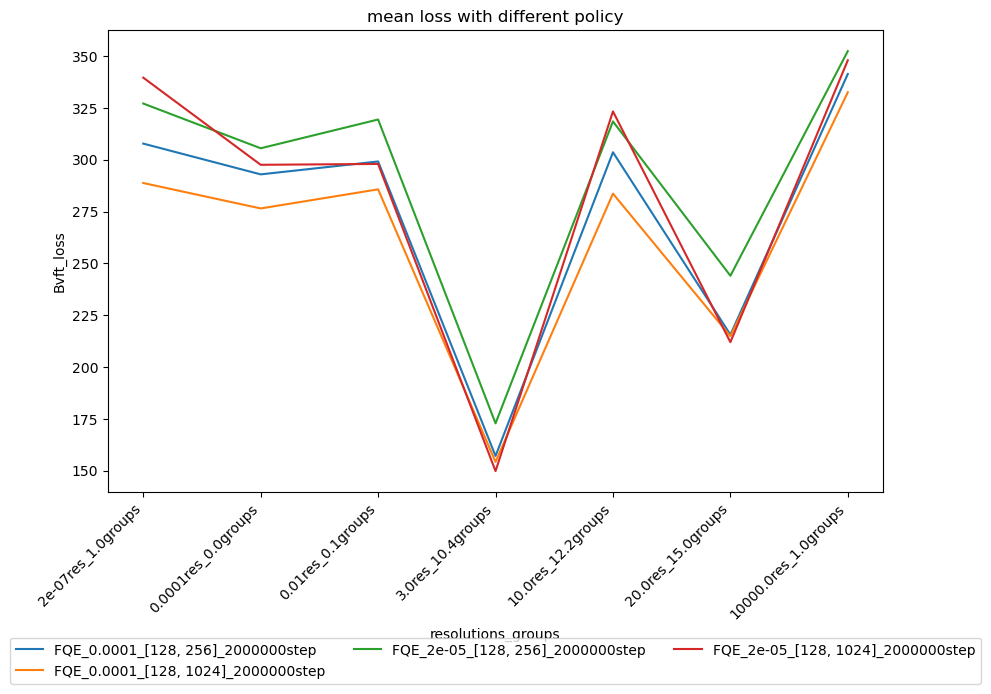 mean loss with different policy
Bvft_loss
350
325
300
275
250
225
200
175
150
2e-07res_1.0groups
0.0001res_0.0groups
0.01res_0.1groups
3.0res_10.4groups
10.0res_12.2groups
20.0res_15.0groups
10000.0res_1.0groups
resolutions_groups
FQE_0.0001_[128, 256]_2000000step
FQE_0.0001_[128, 1024]_2000000step
FQE_2e-05_[128, 256]_2000000step
FQE_2e-05_[128, 1024]_2000000step